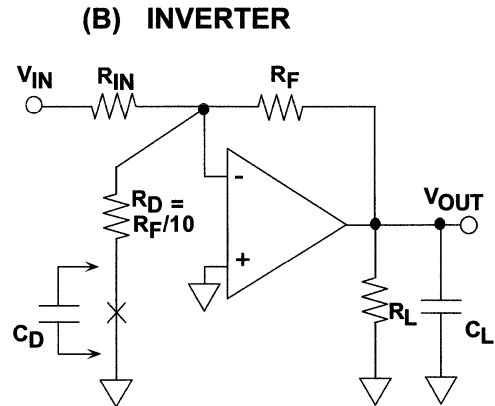 (B) INVERTER
VIN
RIN
RF
RD =
RF/10
-
+
VOUT
CD
RL
CL